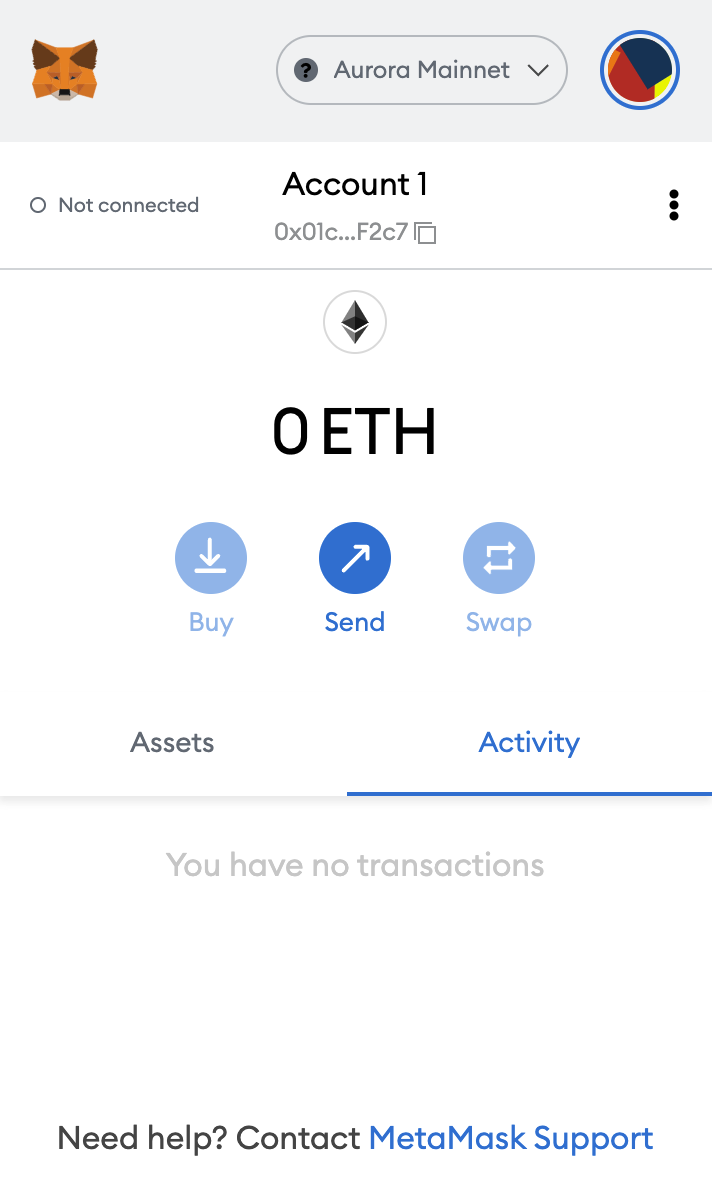 ? Aurora Mainnet
Account 1
Not connected
0x01c...F2c7
0 ETH
Buy Send Swap
Assets Activity
You have no transactions
Need help? Contact MetaMask Support